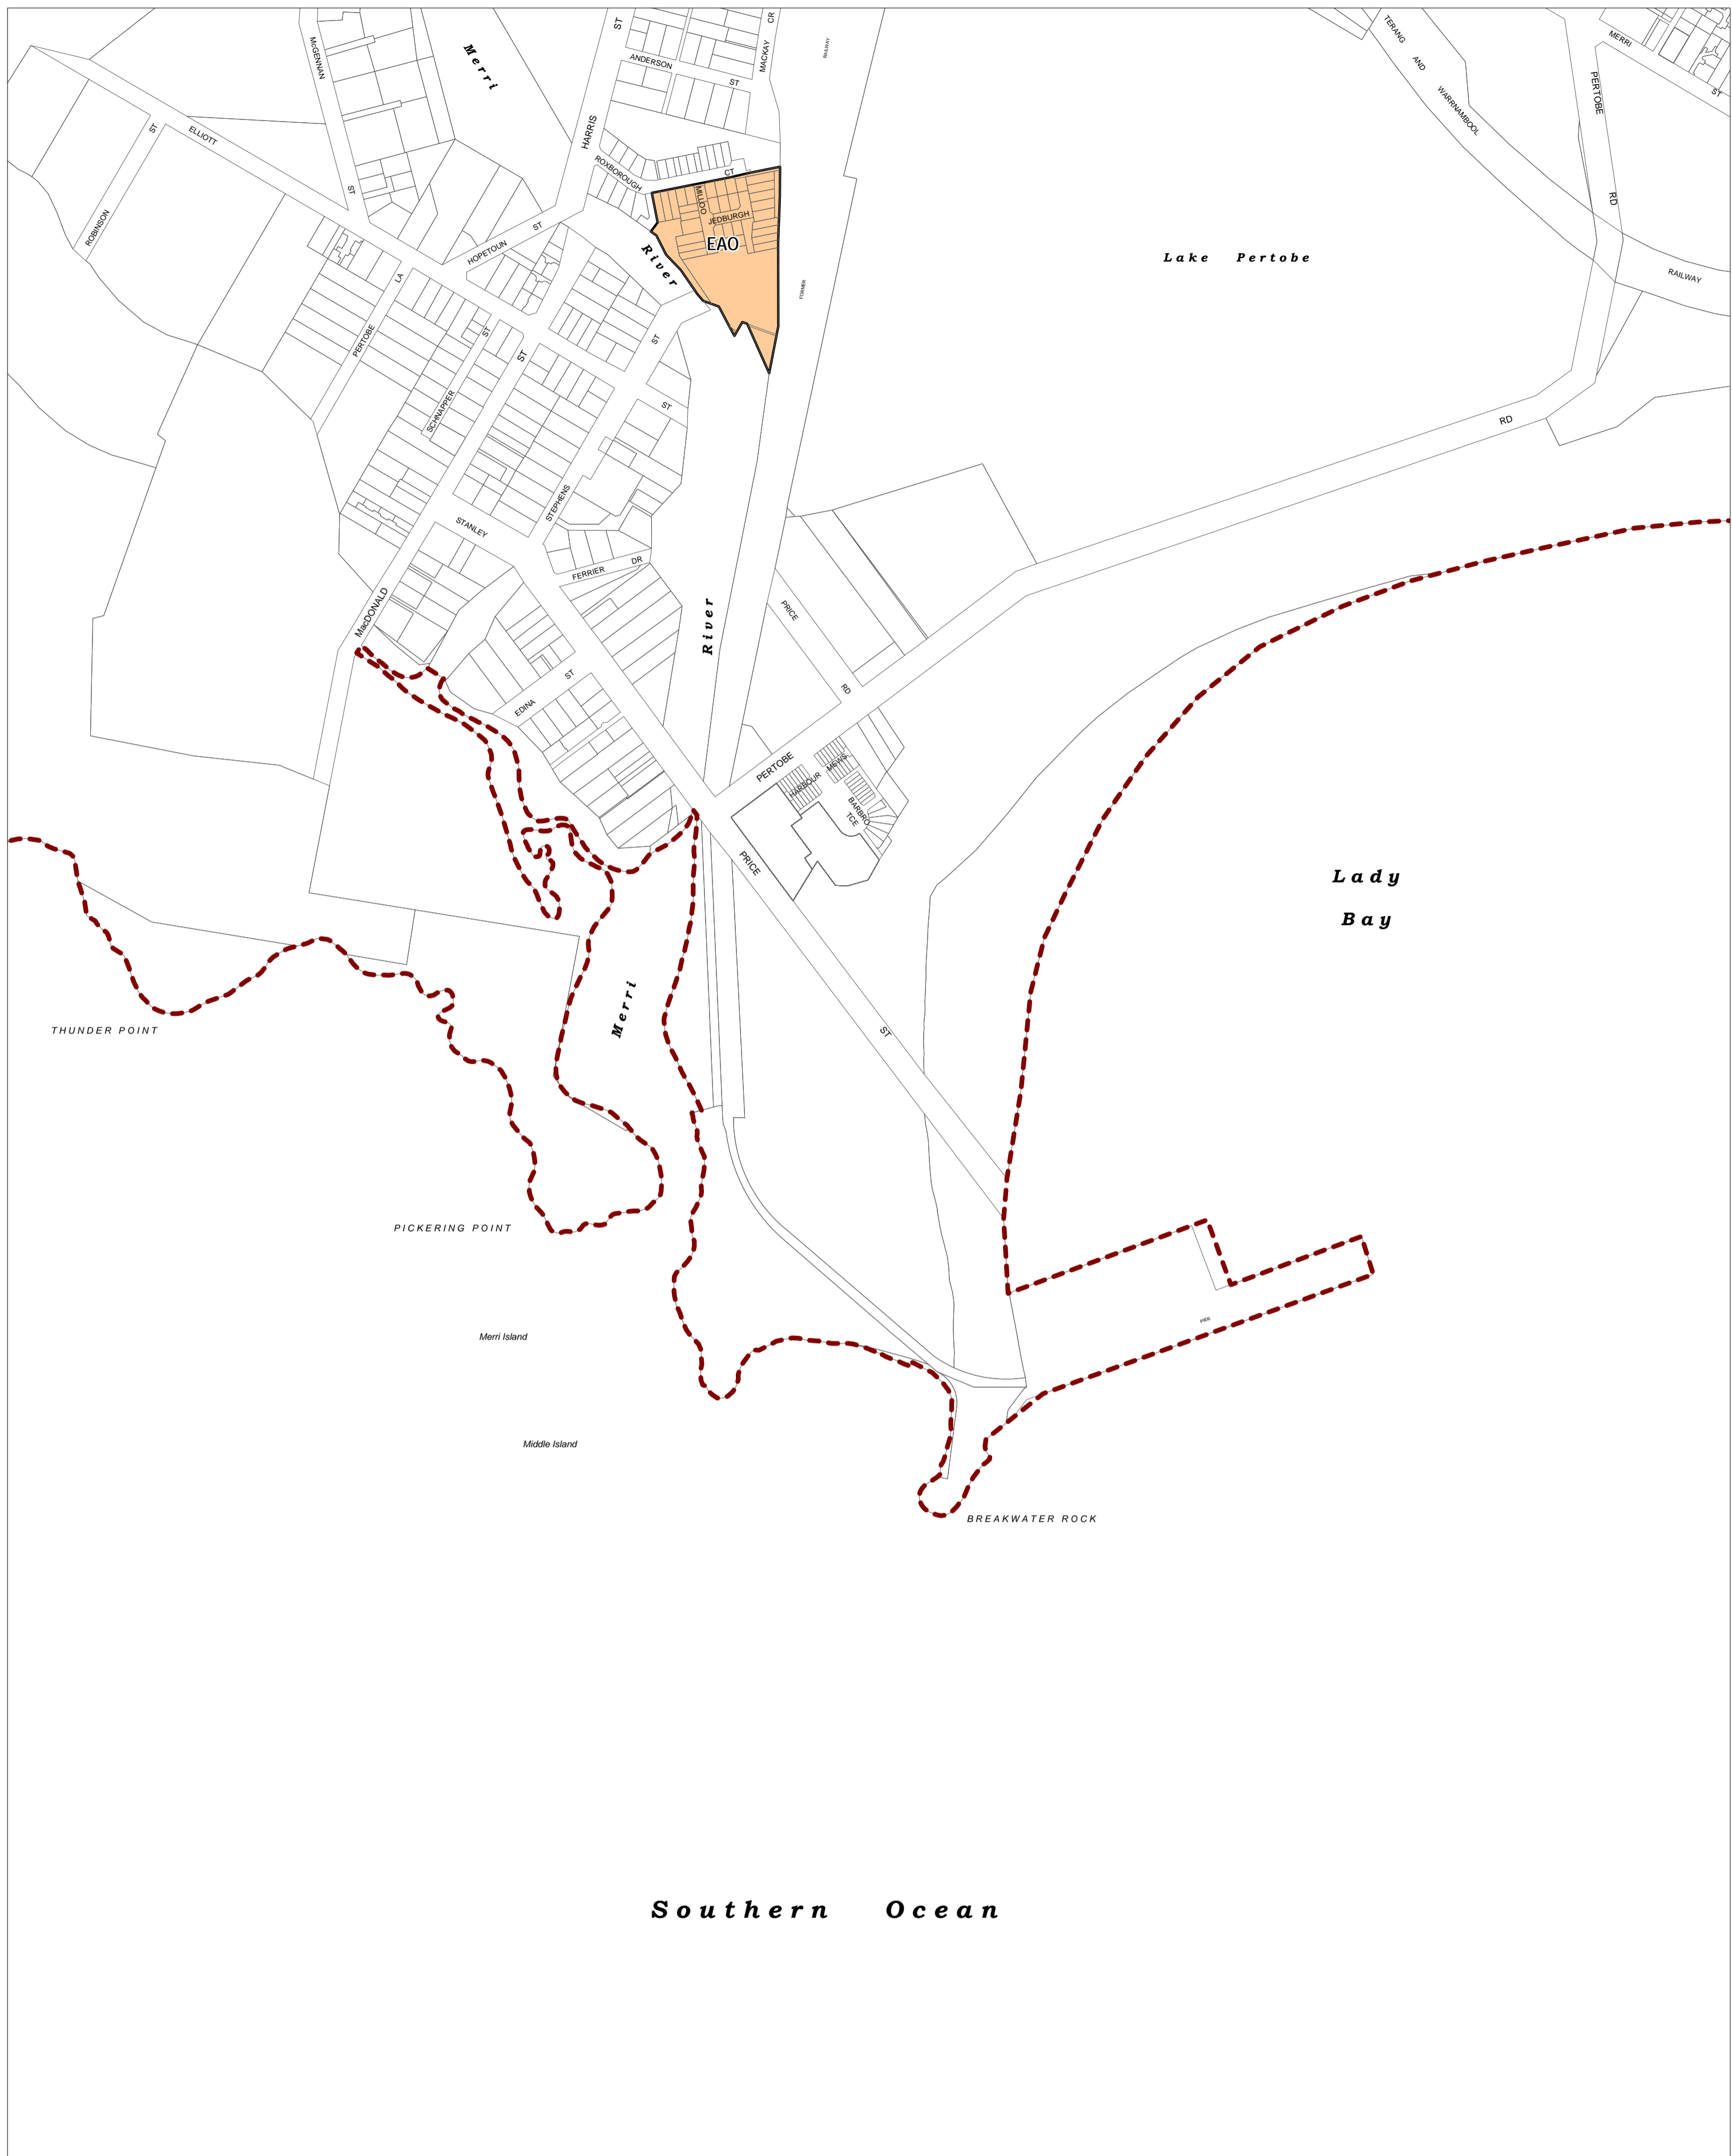 ST
CR
McGENNAN
Merri
ANDERSON
MACKAY
RAILWAY
TERANG
AND
WARRNAMBOOL
MERRI
ST
PERTOBE
ST
ST
ELLIOTT
HARRIS
ROXBOROUGH
CT
ST
MILLOO
JEDBURGH
EAO
RD
ROBINSON
HOPETOUN
ST
River
Lake Pertobe
RAILWAY
LA
FORMER
PERTOBE
ST
ST
ST
SCHNAPPER
ST
RD
STANLEY
STEPHENS
FERRIER
DR
MacDONALD
River
PRICE
EDINA
ST
RD
PERTOBE
HARBOUR
MEWS
BARBRO
TCE
PRICE
Lady
Bay
Merri
THUNDER POINT
ST
PICKERING POINT
PIER
Merri Island
Middle Island
BREAKWATER ROCK
Southern Ocean